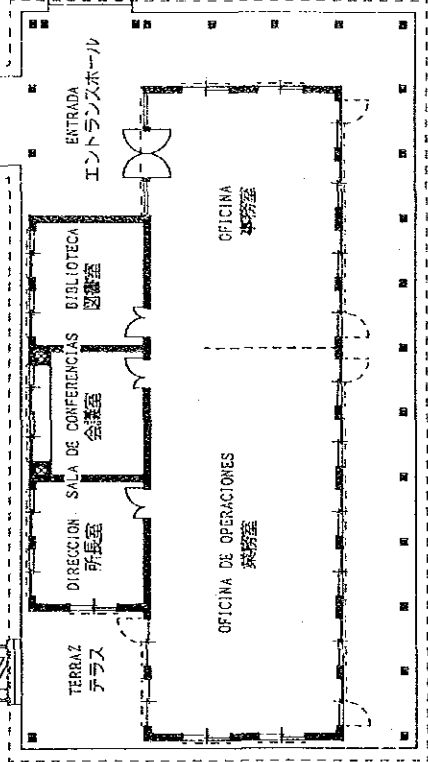 ENTRADA
エントランスホール
BIBLIOTECA
図書室
SALA DE CONFERENCIAS
会議室
DIRECCION
所長室
TERRAZ
テラス
OFICINA
事務室
OFICINA DE OPERACIONES
業務室